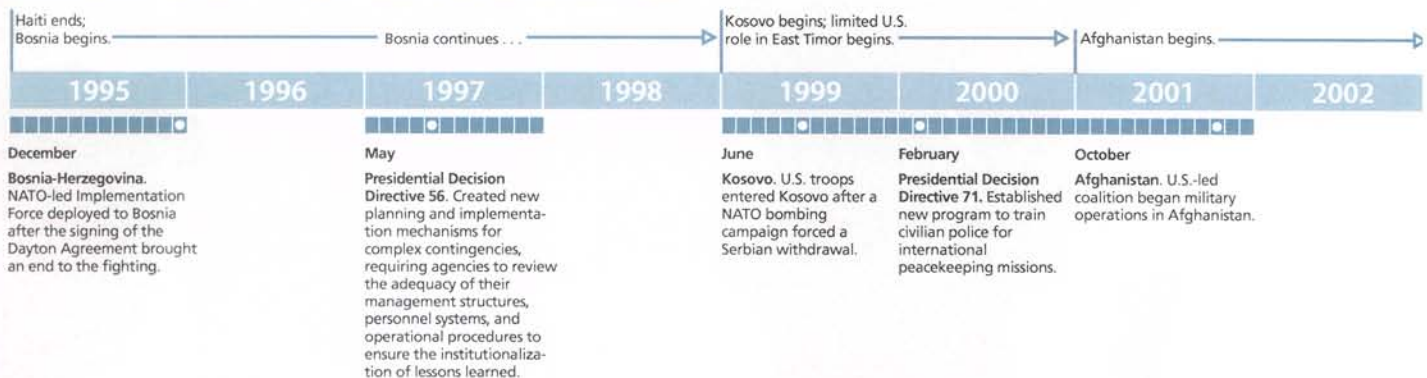 Haiti ends;
Bosnia begins.
Bosnia continues . . .
Kosovo begins; limited U.S.
role in East Timor begins.
Afghanistan begins.
1995
1996
1997
1998
1999
2000
2001
2002
December
Bosnia-Herzegovina.
NATO-led Implementation
Force deployed to Bosnia
after the signing of the
Dayton Agreement brought
an end to the fighting.
May
Presidential Decision
Directive 56. Created new
planning and implementa-
tion mechanisms for
complex contingencies,
requiring agencies to review
the adequacy of their
management structures,
personnel systems, and
operational procedures to
ensure the institutionaliza-
tion of lessons learned.
June
Kosovo. U.S. troops
entered Kosovo after a
NATO bombing
campaign forced a
Serbian withdrawal.
February
Presidential Decision
Directive 71. Established
new program to train
civilian police for
international
peacekeeping missions.
October
Afghanistan. U.S.-led
coalition began military
operations in Afghanistan.